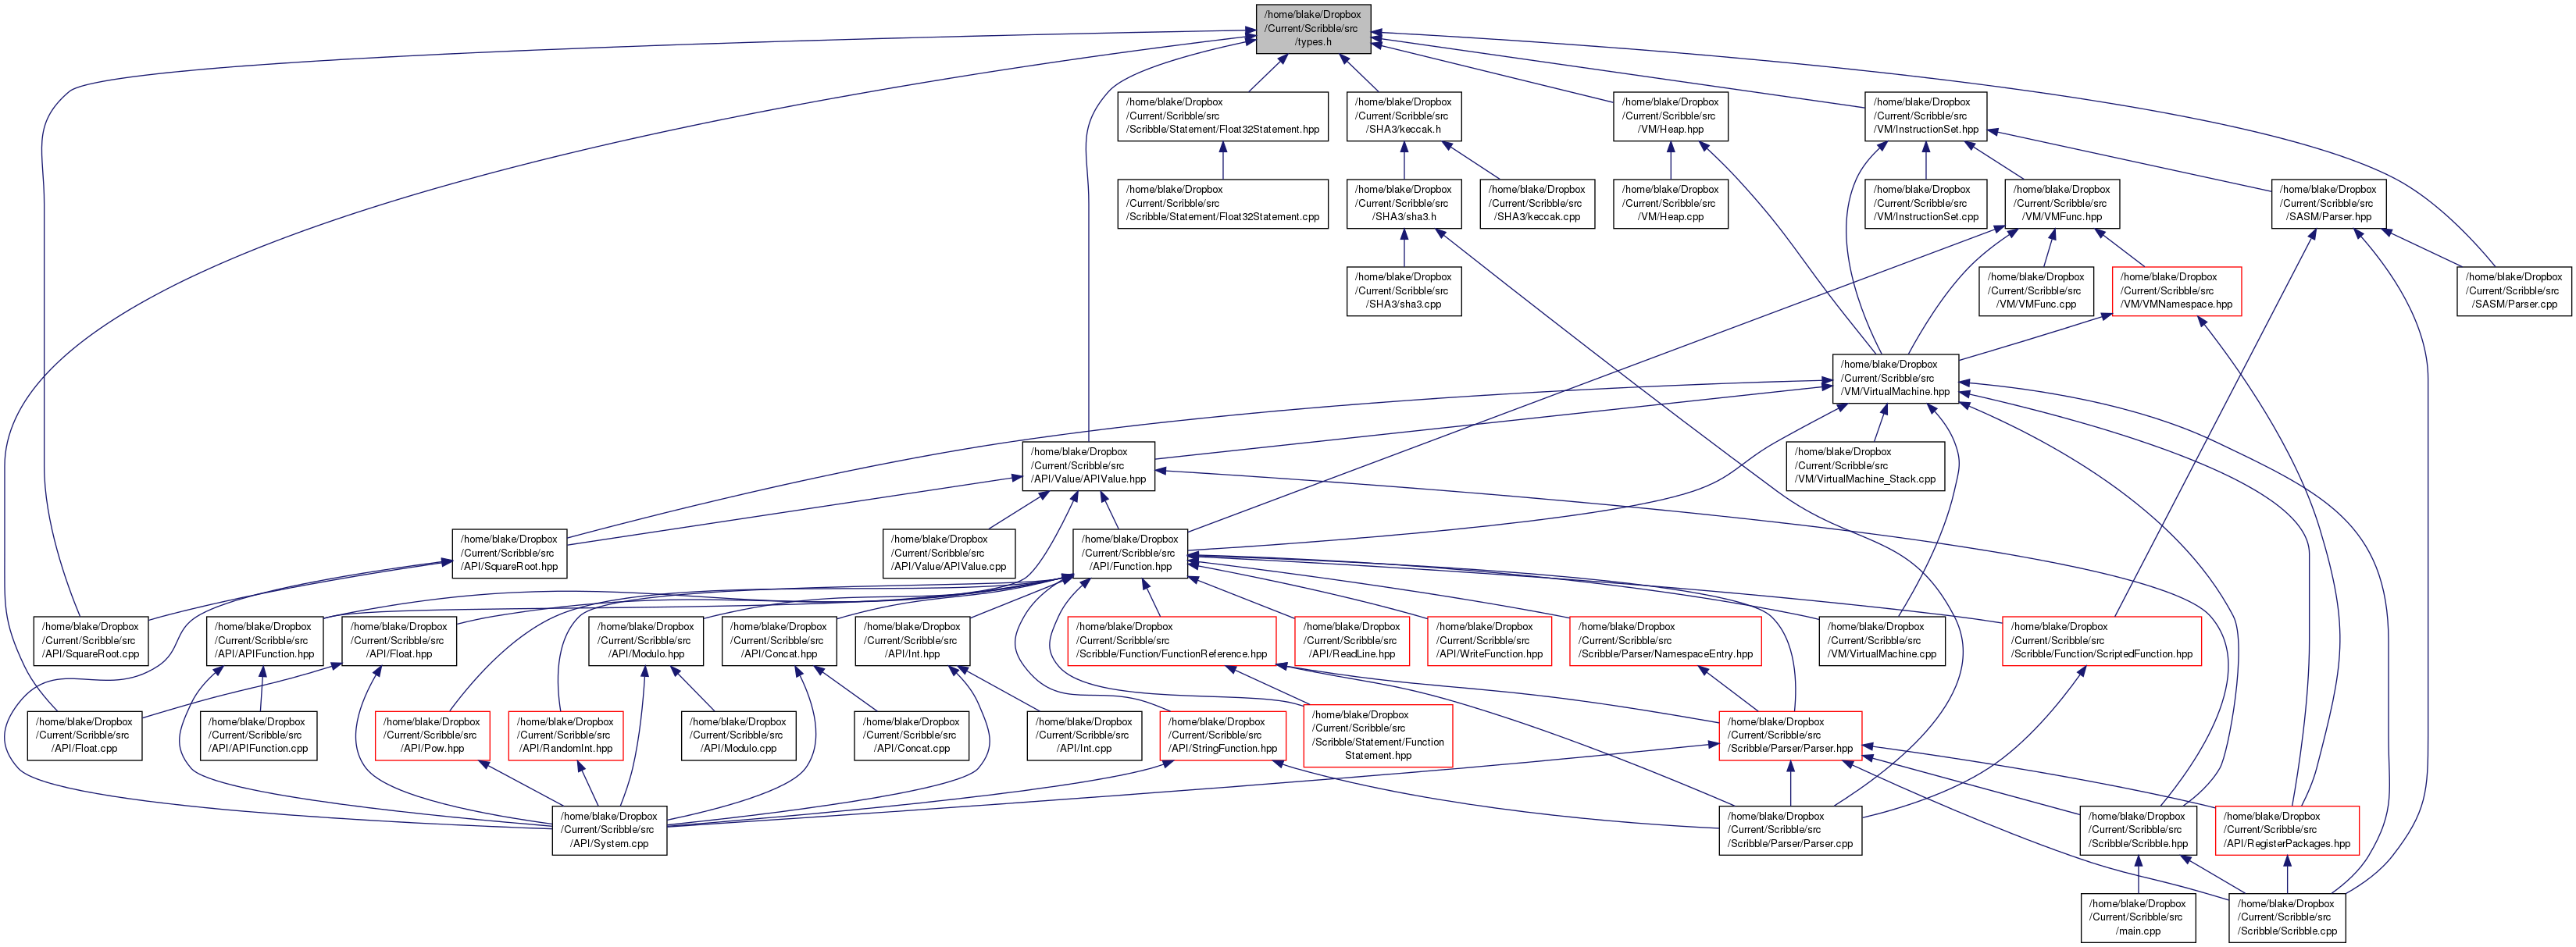 /home/blake/Dropbox
/Current/Scribble/src
/types.h
/home/blake/Dropbox
/Current/Scribble/src
/Scribble/Statement/Float32Statement.hpp
/home/blake/Dropbox
/Current/Scribble/src
/SHA3/keccak.h
/home/blake/Dropbox
/Current/Scribble/src
/VM/Heap.hpp
/home/blake/Dropbox
/Current/Scribble/src
/VM/InstructionSet.hpp
/home/blake/Dropbox
/Current/Scribble/src
/Scribble/Statement/Float32Statement.cpp
/home/blake/Dropbox
/Current/Scribble/src
/SHA3/sha3.h
/home/blake/Dropbox
/Current/Scribble/src
/SHA3/keccak.cpp
/home/blake/Dropbox
/Current/Scribble/src
/VM/Heap.cpp
/home/blake/Dropbox
/Current/Scribble/src
/VM/InstructionSet.cpp
/home/blake/Dropbox
/Current/Scribble/src
/VM/VMFunc.hpp
/home/blake/Dropbox
/Current/Scribble/src
/SASM/Parser.hpp
/home/blake/Dropbox
/Current/Scribble/src
/SHA3/sha3.cpp
/home/blake/Dropbox
/Current/Scribble/src
/VM/VMFunc.cpp
/home/blake/Dropbox
/Current/Scribble/src
/VM/VMNamespace.hpp
/home/blake/Dropbox
/Current/Scribble/src
/SASM/Parser.cpp
/home/blake/Dropbox
/Current/Scribble/src
/VM/VirtualMachine.hpp
/home/blake/Dropbox
/Current/Scribble/src
/API/Value/APIValue.hpp
/home/blake/Dropbox
/Current/Scribble/src
/VM/VirtualMachine_Stack.cpp
/home/blake/Dropbox
/Current/Scribble/src
/API/SquareRoot.hpp
/home/blake/Dropbox
/Current/Scribble/src
/API/Value/APIValue.cpp
/home/blake/Dropbox
/Current/Scribble/src
/API/Function.hpp
/home/blake/Dropbox
/Current/Scribble/src
/API/SquareRoot.cpp
/home/blake/Dropbox
/Current/Scribble/src
/API/APIFunction.hpp
/home/blake/Dropbox
/Current/Scribble/src
/API/Float.hpp
/home/blake/Dropbox
/Current/Scribble/src
/API/Modulo.hpp
/home/blake/Dropbox
/Current/Scribble/src
/API/Concat.hpp
/home/blake/Dropbox
/Current/Scribble/src
/API/Int.hpp
/home/blake/Dropbox
/Current/Scribble/src
/Scribble/Function/FunctionReference.hpp
/home/blake/Dropbox
/Current/Scribble/src
/API/ReadLine.hpp
/home/blake/Dropbox
/Current/Scribble/src
/API/WriteFunction.hpp
/home/blake/Dropbox
/Current/Scribble/src
/Scribble/Parser/NamespaceEntry.hpp
/home/blake/Dropbox
/Current/Scribble/src
/VM/VirtualMachine.cpp
/home/blake/Dropbox
/Current/Scribble/src
/Scribble/Function/ScriptedFunction.hpp
/home/blake/Dropbox
/Current/Scribble/src
/API/Float.cpp
/home/blake/Dropbox
/Current/Scribble/src
/API/APIFunction.cpp
/home/blake/Dropbox
/Current/Scribble/src
/API/Pow.hpp
/home/blake/Dropbox
/Current/Scribble/src
/API/RandomInt.hpp
/home/blake/Dropbox
/Current/Scribble/src
/API/Modulo.cpp
/home/blake/Dropbox
/Current/Scribble/src
/API/Concat.cpp
/home/blake/Dropbox
/Current/Scribble/src
/API/Int.cpp
/home/blake/Dropbox
/Current/Scribble/src
/API/StringFunction.hpp
/home/blake/Dropbox
/Current/Scribble/src
/Scribble/Statement/Function
Statement.hpp
/home/blake/Dropbox
/Current/Scribble/src
/Scribble/Parser/Parser.hpp
/home/blake/Dropbox
/Current/Scribble/src
/API/System.cpp
/home/blake/Dropbox
/Current/Scribble/src
/Scribble/Parser/Parser.cpp
/home/blake/Dropbox
/Current/Scribble/src
/Scribble/Scribble.hpp
/home/blake/Dropbox
/Current/Scribble/src
/API/RegisterPackages.hpp
/home/blake/Dropbox
/Current/Scribble/src
/main.cpp
/home/blake/Dropbox
/Current/Scribble/src
/Scribble/Scribble.cpp